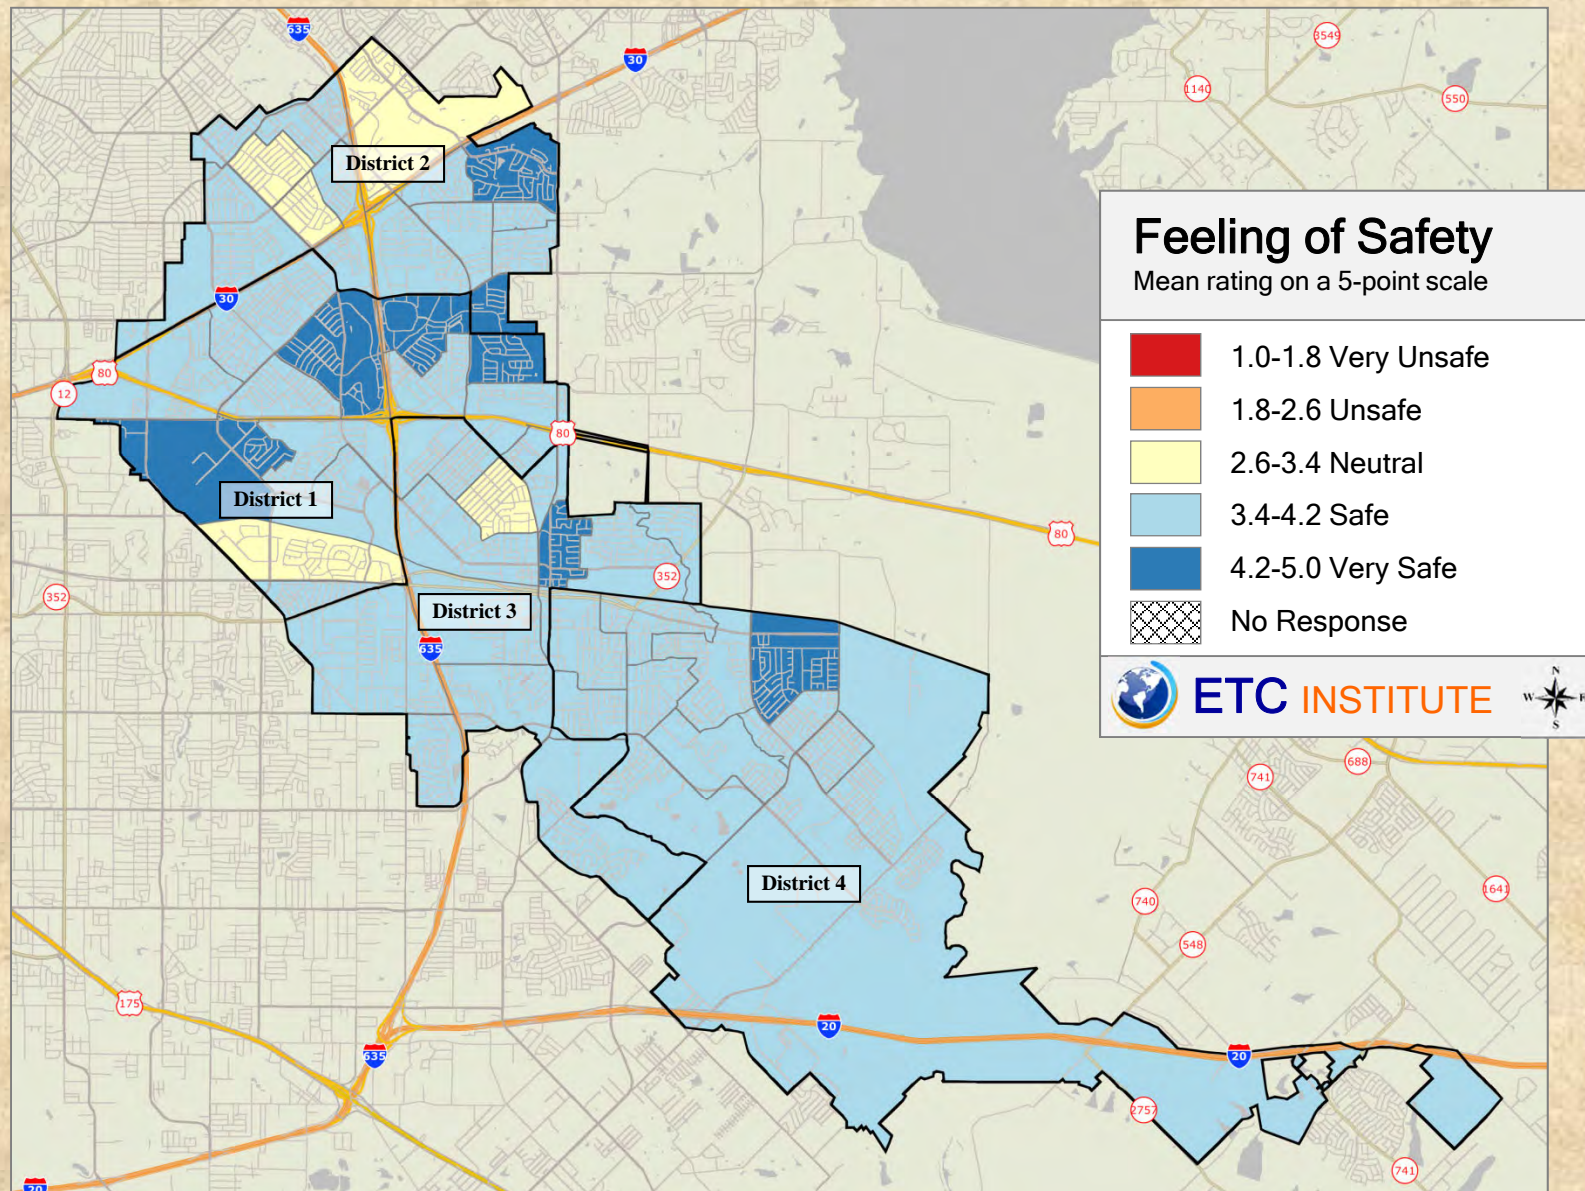 635
30
3549
1140
550
District 2
Feeling of Safety
Mean rating on a 5-point scale
30
80
12
1.0-1.8 Very Unsafe
1.8-2.6 Unsafe
80
2.6-3.4 Neutral
District 1
3.4-4.2 Safe
80
352
4.2-5.0 Very Safe
352
District 3
No Response
635
N
W
E
S
ETC INSTITUTE
688
741
District 4
1641
740
548
175
20
635
20
2757
741
20